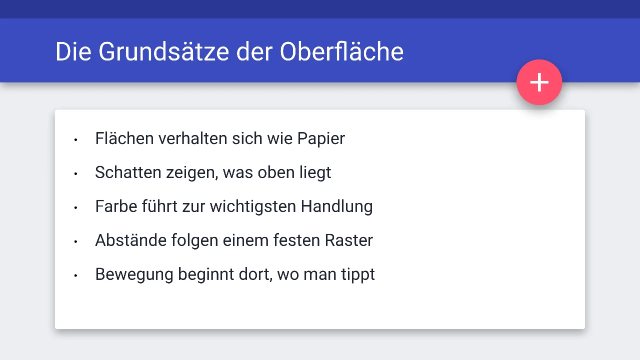 Die Grundsätze der Oberfläche
• Flächen verhalten sich wie Papier
• Schatten zeigen, was oben liegt
• Farbe führt zur wichtigsten Handlung
• Abstände folgen einem festen Raster
• Bewegung beginnt dort, wo man tippt